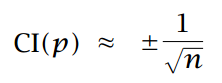 CI(p) ≈ ± 1/√n